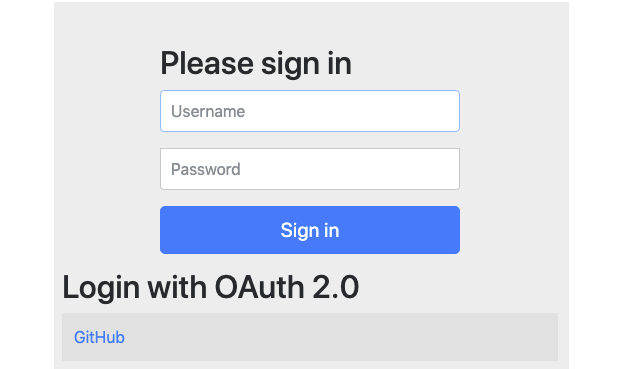 Please sign in
Username
Password
Sign in
Login with OAuth 2.0
GitHub